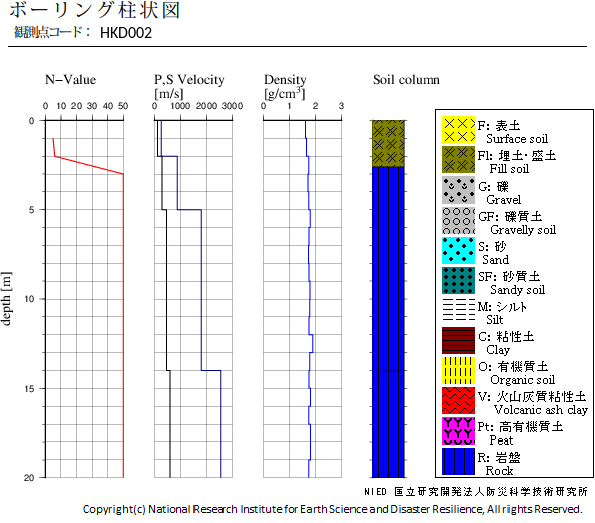 ボーリング柱状図
観測点コード： HKD002
N-Value
P,S Velocity
[m/s]
Density
[g/cm³]
Soil column
0 10 20 30 40 50
0 1000 2000 3000
0 1 2 3
0
5
10
15
20
depth [m]
F: 表土
Surface soil
Fl: 埋土・盛土
Fill soil
G: 礫
Gravel
GF: 礫質土
Gravelly soil
S: 砂
Sand
SF: 砂質土
Sandy soil
M: シルト
Silt
C: 粘性土
Clay
O: 有機質土
Organic soil
V: 火山灰質粘性土
Volcanic ash clay
Pt: 高有機質土
Peat
R: 岩盤
Rock
NIED 国立研究開発法人防災科学技術研究所
Copyright(c) National Research Institute for Earth Science and Disaster Resilience, All rights Reserved.